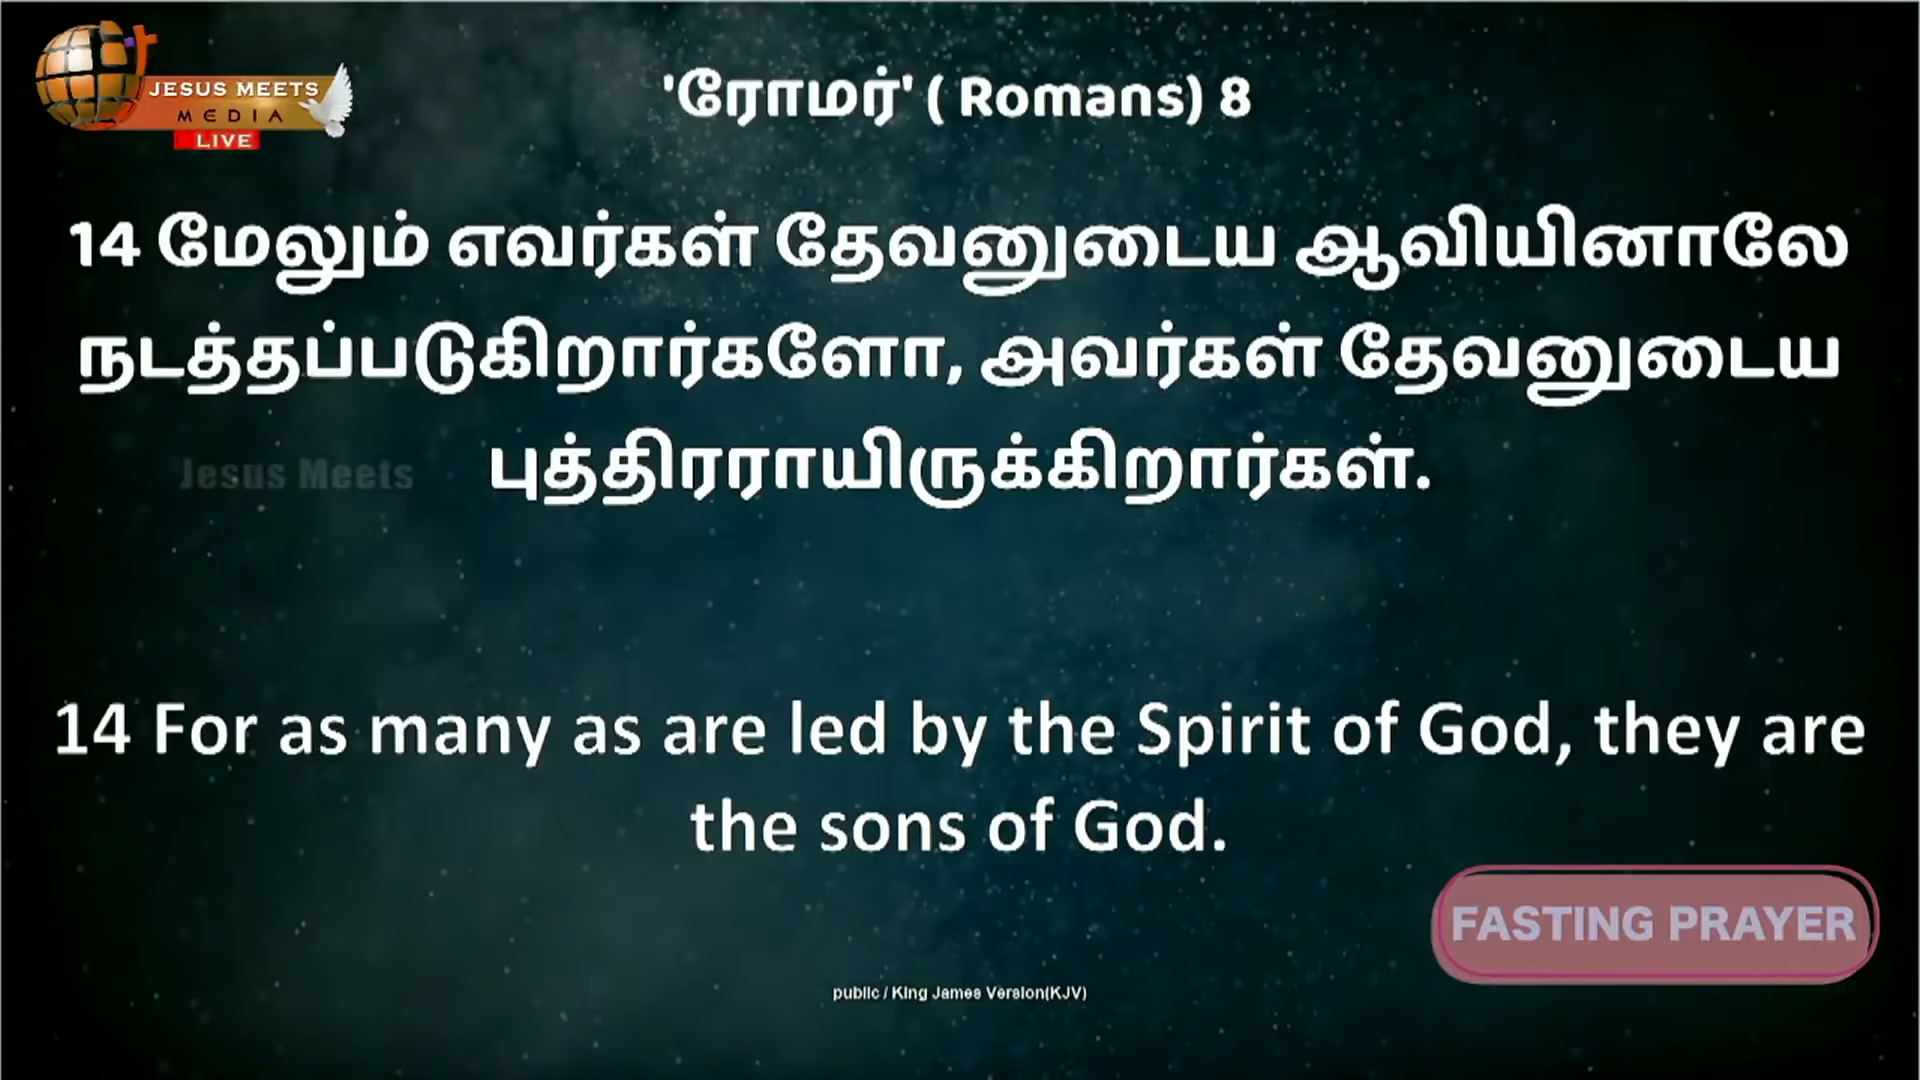 JESUS MEETS
MEDIA
LIVE
'ரோமர்' ( Romans) 8
14 மேலும் எவர்கள் தேவனுடைய ஆவியினாலே
நடத்தப்படுகிறார்களோ, அவர்கள் தேவனுடைய
புத்திரராயிருக்கிறார்கள்.
Jesus Meets
14 For as many as are led by the Spirit of God, they are
the sons of God.
FASTING PRAYER
public / King James Version(KJV)